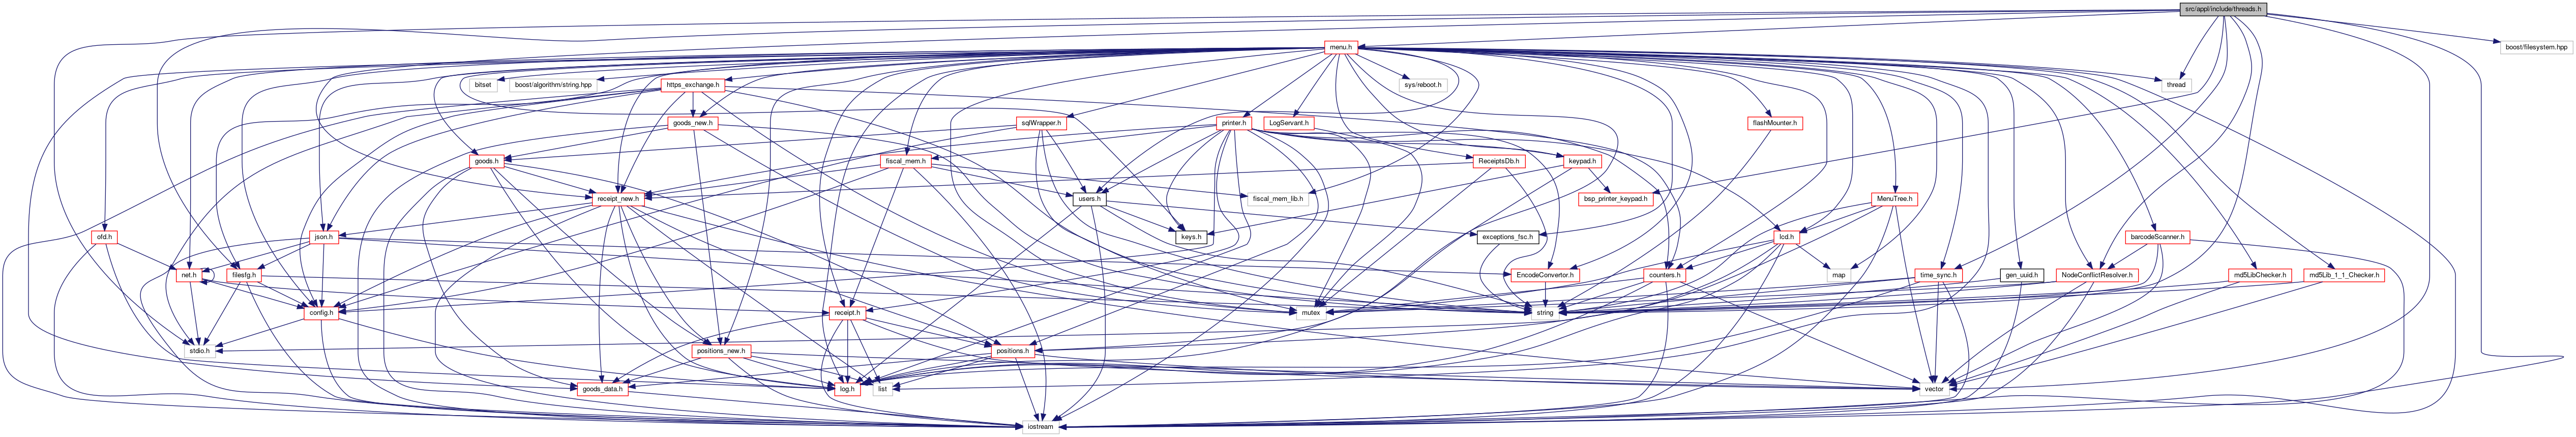 src/appl/include/threads.h
menu.h
boost/filesystem.hpp
bitset
boost/algorithm/string.hpp
https_exchange.h
sys/reboot.h
thread
goods_new.h
sqlWrapper.h
printer.h
LogServant.h
flashMounter.h
goods.h
fiscal_mem.h
ReceiptsDb.h
keypad.h
receipt_new.h
users.h
fiscal_mem_lib.h
bsp_printer_keypad.h
MenuTree.h
ofd.h
json.h
keys.h
exceptions_fsc.h
lcd.h
barcodeScanner.h
net.h
filesfg.h
EncodeConvertor.h
counters.h
map
time_sync.h
gen_uuid.h
NodeConflictResolver.h
md5LibChecker.h
md5Lib_1_1_Checker.h
config.h
receipt.h
mutex
string
stdio.h
positions_new.h
positions.h
goods_data.h
log.h
list
vector
iostream